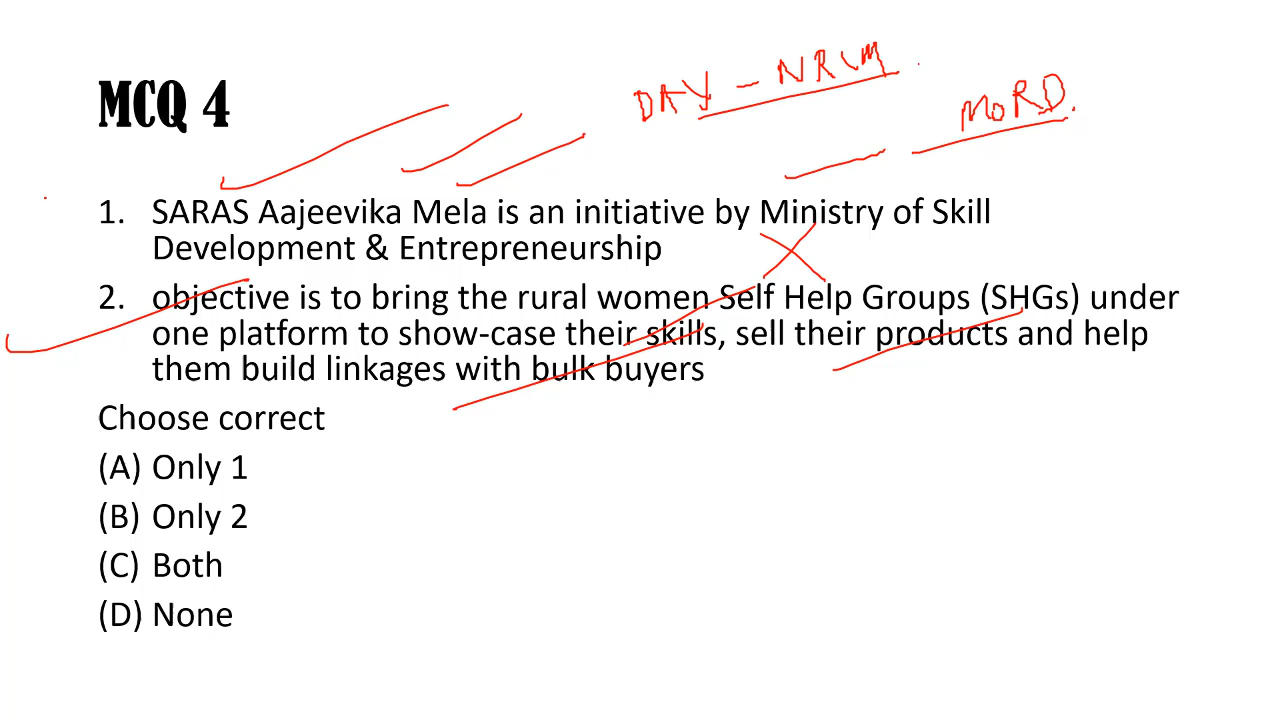 MCQ 4
DAY - NRLM
MoRD.
1. SARAS Aajeevika Mela is an initiative by Ministry of Skill
Development & Entrepreneurship
2. objective is to bring the rural women Self Help Groups (SHGs) under
one platform to show-case their skills, sell their products and help
them build linkages with bulk buyers
Choose correct
(A) Only 1
(B) Only 2
(C) Both
(D) None